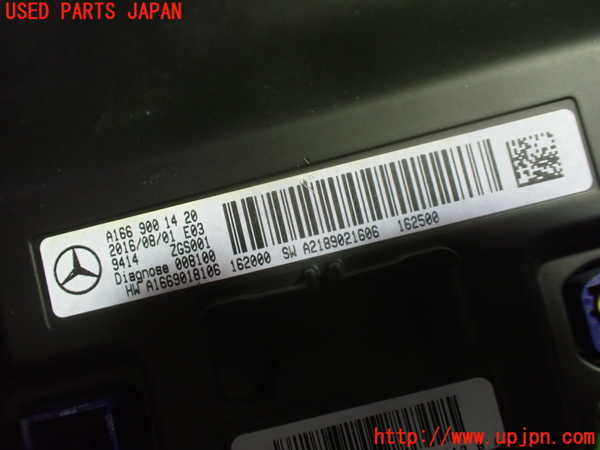 USED PARTS JAPAN
A166 900 14 20
2016/08/01 E03
9414 ZGS001
Diagnose 008100
HW A1669018106 162000 SW A2189021606 162500
http://www.upjpn.com/